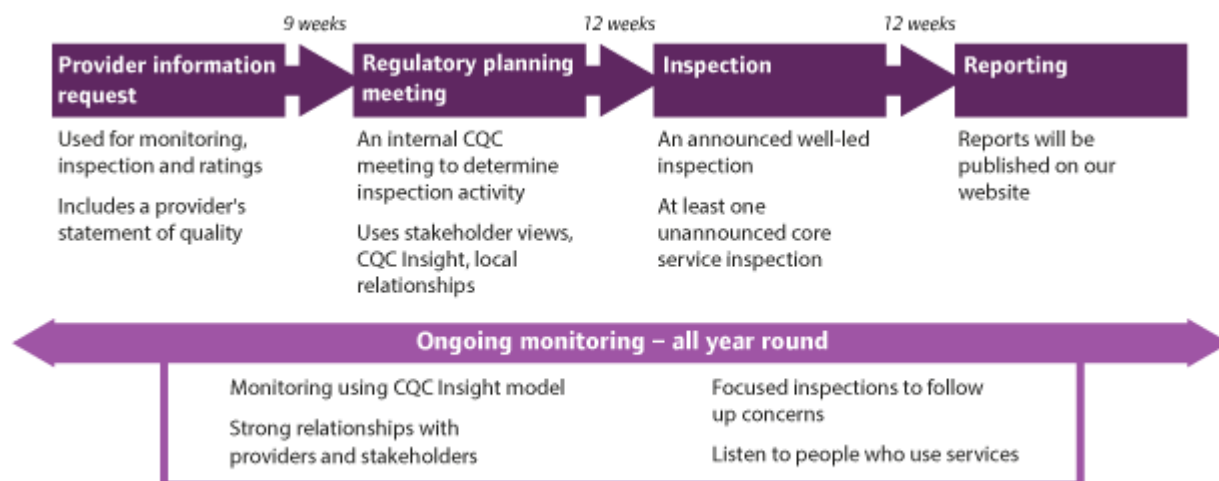 9 weeks
12 weeks
12 weeks
Provider information
request
Regulatory planning
meeting
Inspection
Reporting
Used for monitoring,
inspection and ratings
Includes a provider's
statement of quality
An internal CQC
meeting to determine
inspection activity
Uses stakeholder views,
CQC Insight, local
relationships
An announced well-led
inspection
At least one
unannounced core
service inspection
Reports will be
published on our
website
Ongoing monitoring – all year round
Monitoring using CQC Insight model
Strong relationships with
providers and stakeholders
Focused inspections to follow
up concerns
Listen to people who use services